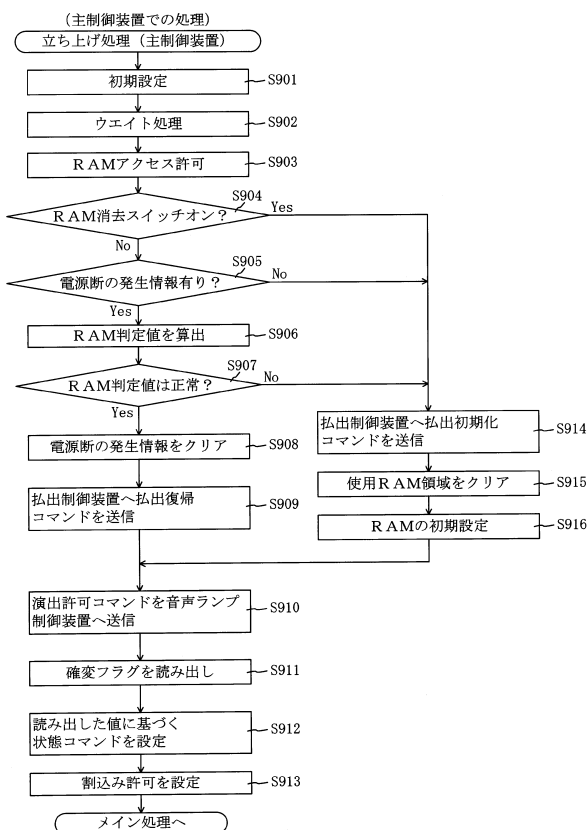 (主制御装置での処理)
立ち上げ処理(主制御装置)
初期設定
S901
ウエイト処理
S902
RAMアクセス許可
S903
RAM消去スイッチオン?
S904
Yes
No
電源断の発生情報有り?
S905
No
Yes
RAM判定値を算出
S906
RAM判定値は正常?
S907
No
Yes
電源断の発生情報をクリア
S908
払出制御装置へ払出復帰
コマンドを送信
S909
払出制御装置へ払出初期化
コマンドを送信
S914
使用RAM領域をクリア
S915
RAMの初期設定
S916
演出許可コマンドを音声ランプ
制御装置へ送信
S910
確変フラグを読み出し
S911
読み出した値に基づく
状態コマンドを設定
S912
割込み許可を設定
S913
メイン処理へ